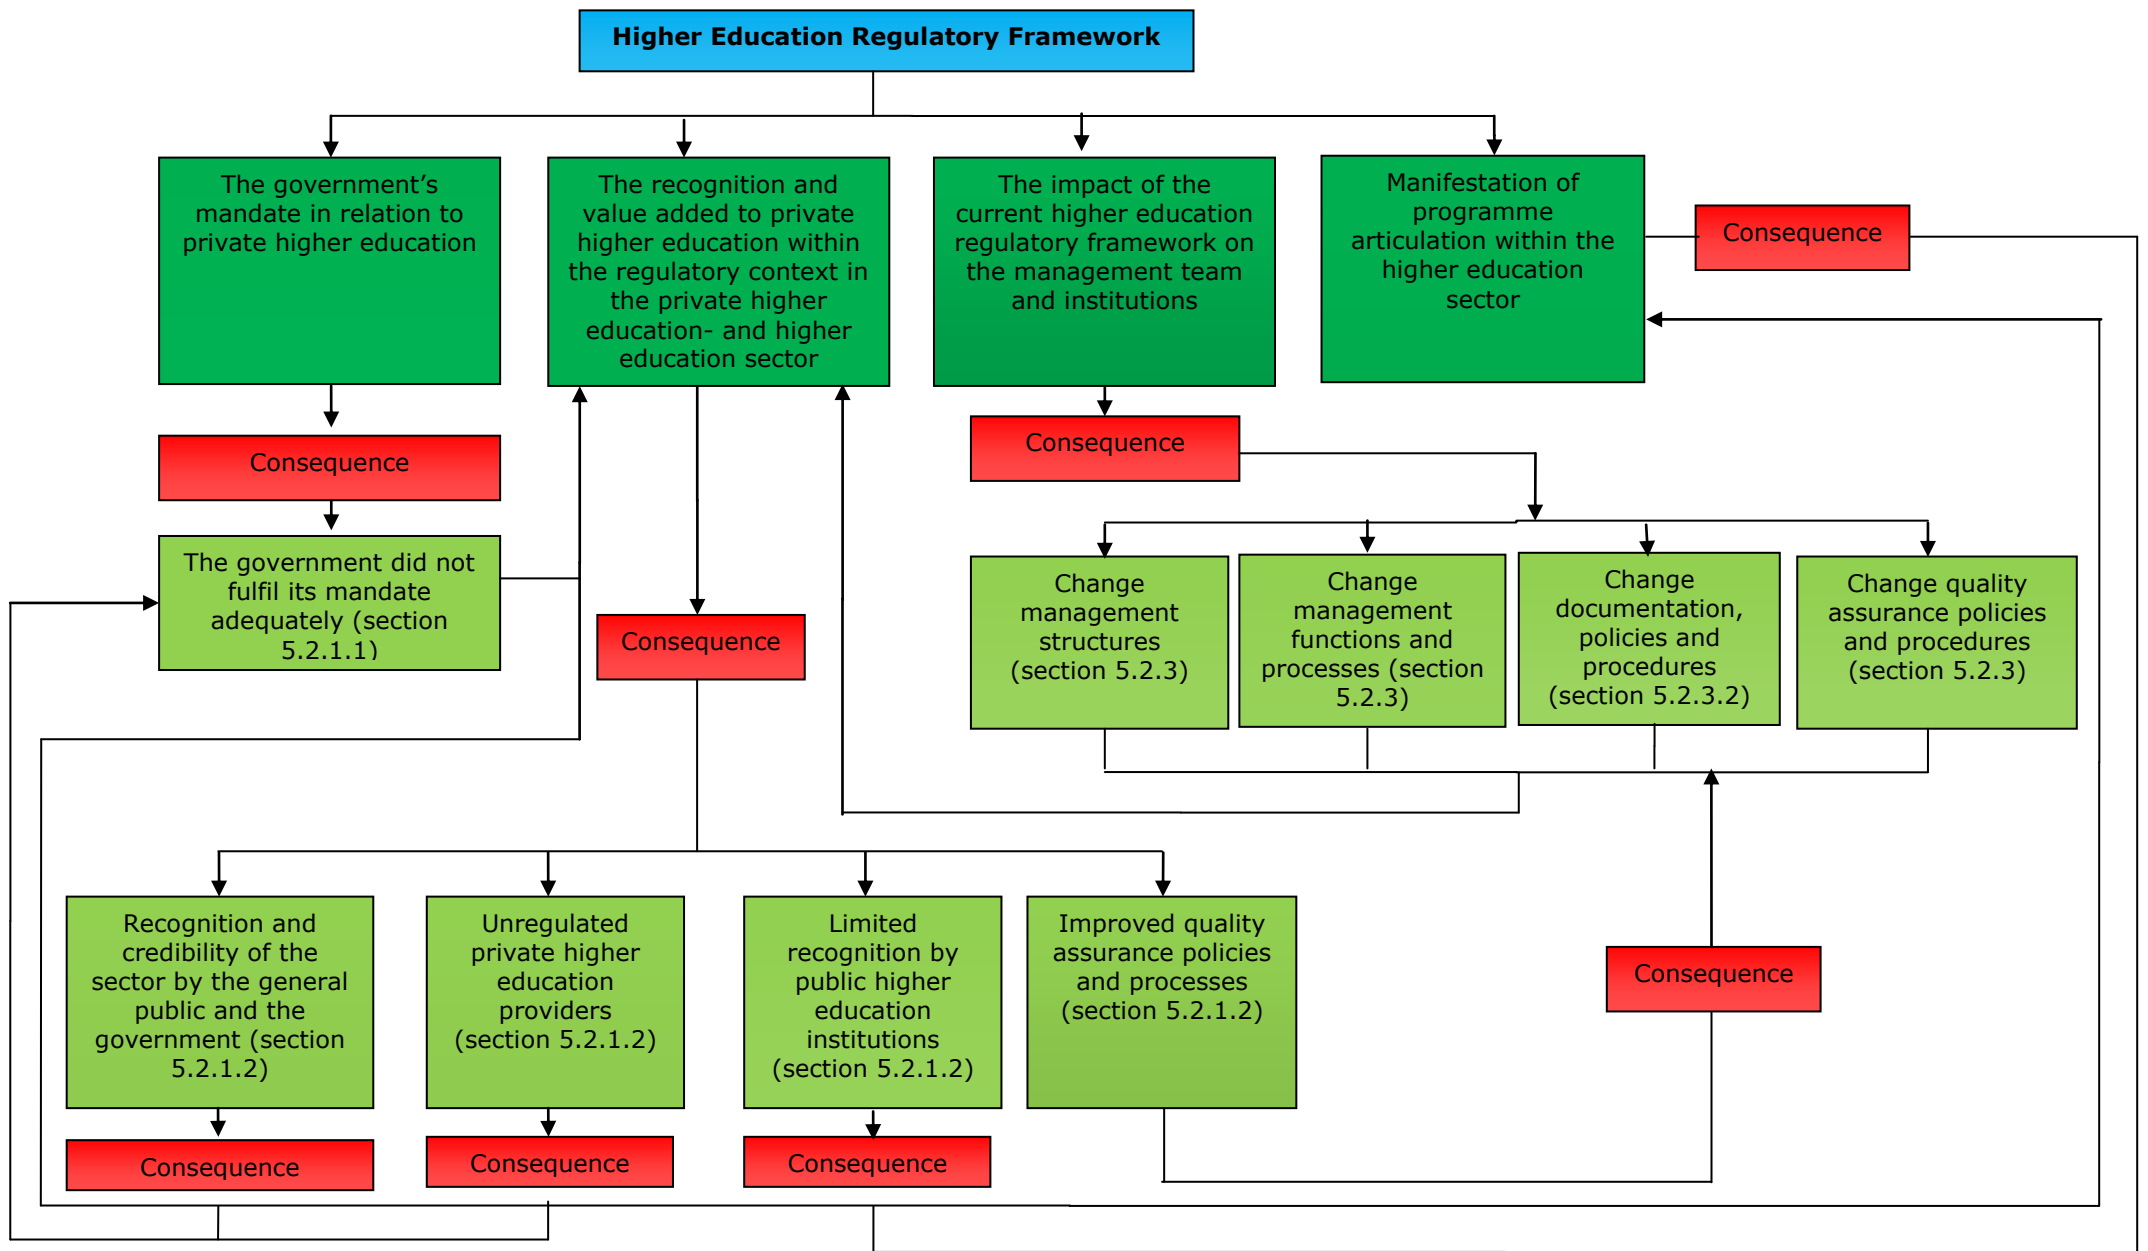 Higher Education Regulatory Framework
The government’s
mandate in relation to
private higher education
The recognition and
value added to private
higher education within
the regulatory context in
the private higher
education- and higher
education sector
The impact of the
current higher education
regulatory framework on
the management team
and institutions
Manifestation of
programme
articulation within the
higher education
sector
Consequence
Consequence
Consequence
The government did not
fulfil its mandate
adequately (section
5.2.1.1)
Consequence
Change
management
structures
(section 5.2.3)
Change
management
functions and
processes (section
5.2.3)
Change
documentation,
policies and
procedures
(section 5.2.3.2)
Change quality
assurance policies
and procedures
(section 5.2.3)
Recognition and
credibility of the
sector by the general
public and the
government (section
5.2.1.2)
Unregulated
private higher
education
providers
(section 5.2.1.2)
Limited
recognition by
public higher
education
institutions
(section 5.2.1.2)
Improved quality
assurance policies
and processes
(section 5.2.1.2)
Consequence
Consequence
Consequence
Consequence